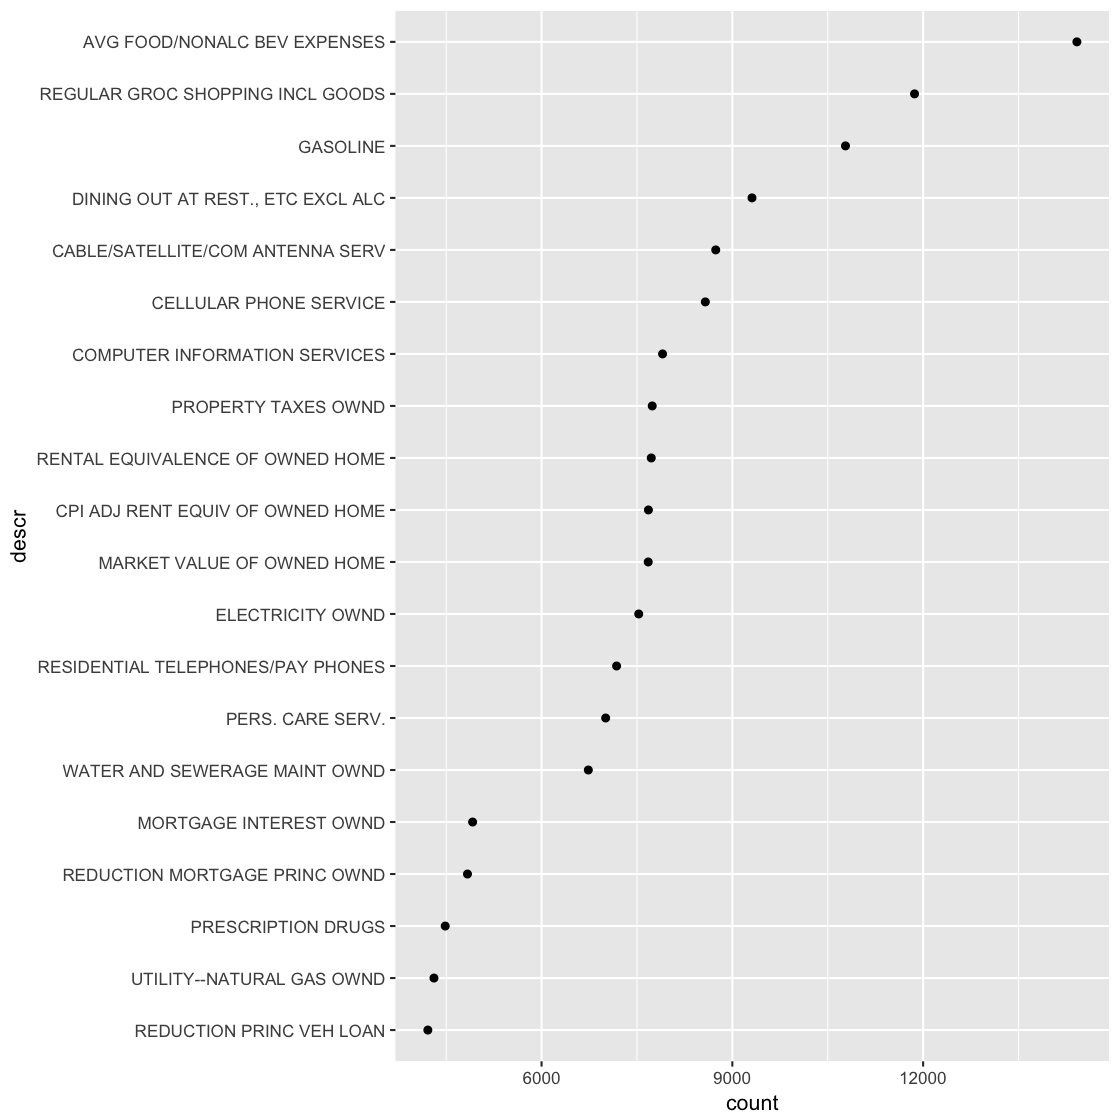 AVG FOOD/NONALC BEV EXPENSES
REGULAR GROC SHOPPING INCL GOODS
GASOLINE
DINING OUT AT REST., ETC EXCL ALC
CABLE/SATELLITE/COM ANTENNA SERV
CELLULAR PHONE SERVICE
COMPUTER INFORMATION SERVICES
PROPERTY TAXES OWND
RENTAL EQUIVALENCE OF OWNED HOME
CPI ADJ RENT EQUIV OF OWNED HOME
MARKET VALUE OF OWNED HOME
ELECTRICITY OWND
RESIDENTIAL TELEPHONES/PAY PHONES
PERS. CARE SERV.
WATER AND SEWERAGE MAINT OWND
MORTGAGE INTEREST OWND
REDUCTION MORTGAGE PRINC OWND
PRESCRIPTION DRUGS
UTILITY--NATURAL GAS OWND
REDUCTION PRINC VEH LOAN
descr
6000 9000 12000
count